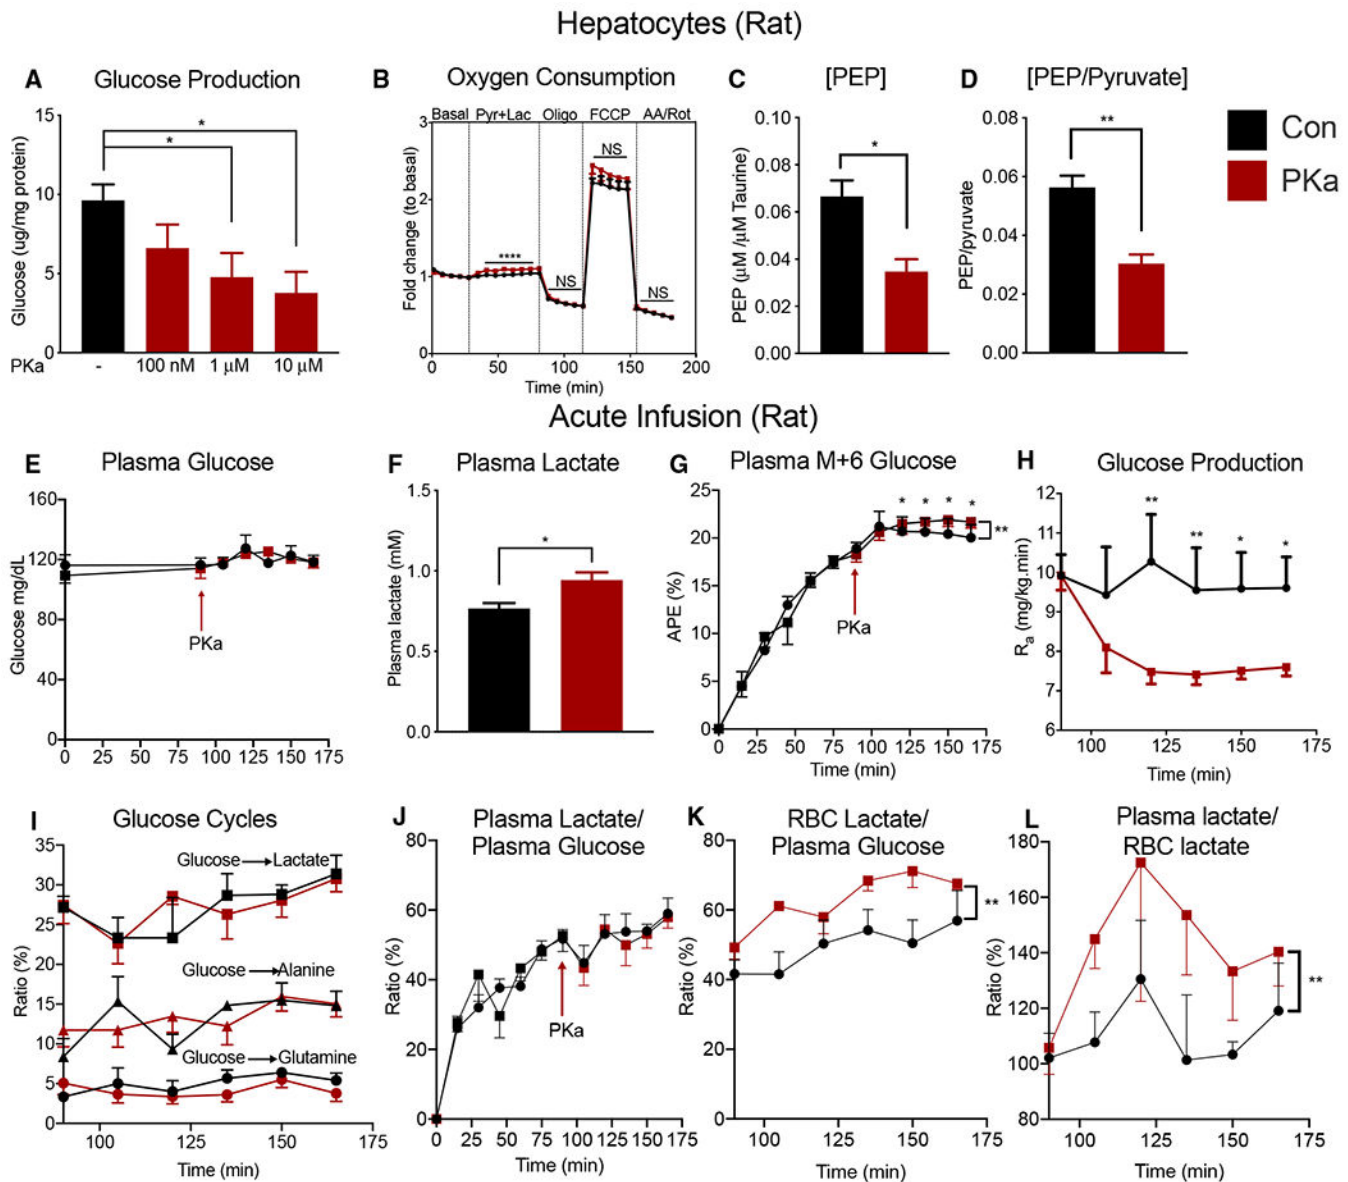 Hepatocytes (Rat)
A Glucose Production
Glucose (ug/mg protein)
15
10
5
0
*
*
PKa - 100 nM 1 µM 10 µM
B Oxygen Consumption
Basal Pyr+Lac Oligo FCCP AA/Rot
Fold change (to basal)
3
2
1
0
****
NS
NS
NS
0 50 100 150 200
Time (min)
C [PEP]
PEP (µM /µM Taurine)
0.10
0.08
0.06
0.04
0.02
0.00
*
D [PEP/Pyruvate]
PEP/pyruvate
0.08
0.06
0.04
0.02
0.00
**
Con
PKa
Acute Infusion (Rat)
E Plasma Glucose
Glucose mg/dL
160
120
80
40
0
PKa
0 25 50 75 100 125 150 175
F Plasma Lactate
Plasma lactate (mM)
1.5
1.0
0.5
0.0
*
G Plasma M+6 Glucose
APE (%)
25
20
15
10
5
0
* * * *
**
PKa
0 25 50 75 100 125 150 175
Time (min)
H Glucose Production
Ra (mg/kg.min)
12
11
10
9
8
7
6
** ** * *
100 125 150 175
Time (min)
I Glucose Cycles
Ratio (%)
35
30
25
20
15
10
5
0
Glucose → Lactate
Glucose → Alanine
Glucose → Glutamine
100 125 150 175
Time (min)
J Plasma Lactate/
Plasma Glucose
Ratio (%)
80
60
40
20
0
PKa
0 25 50 75 100 125 150 175
Time (min)
K RBC Lactate/
Plasma Glucose
Ratio (%)
80
60
40
20
0
**
100 125 150 175
Time (min)
L Plasma lactate/
RBC lactate
Ratio (%)
180
160
140
120
100
80
**
100 125 150 175
Time (min)